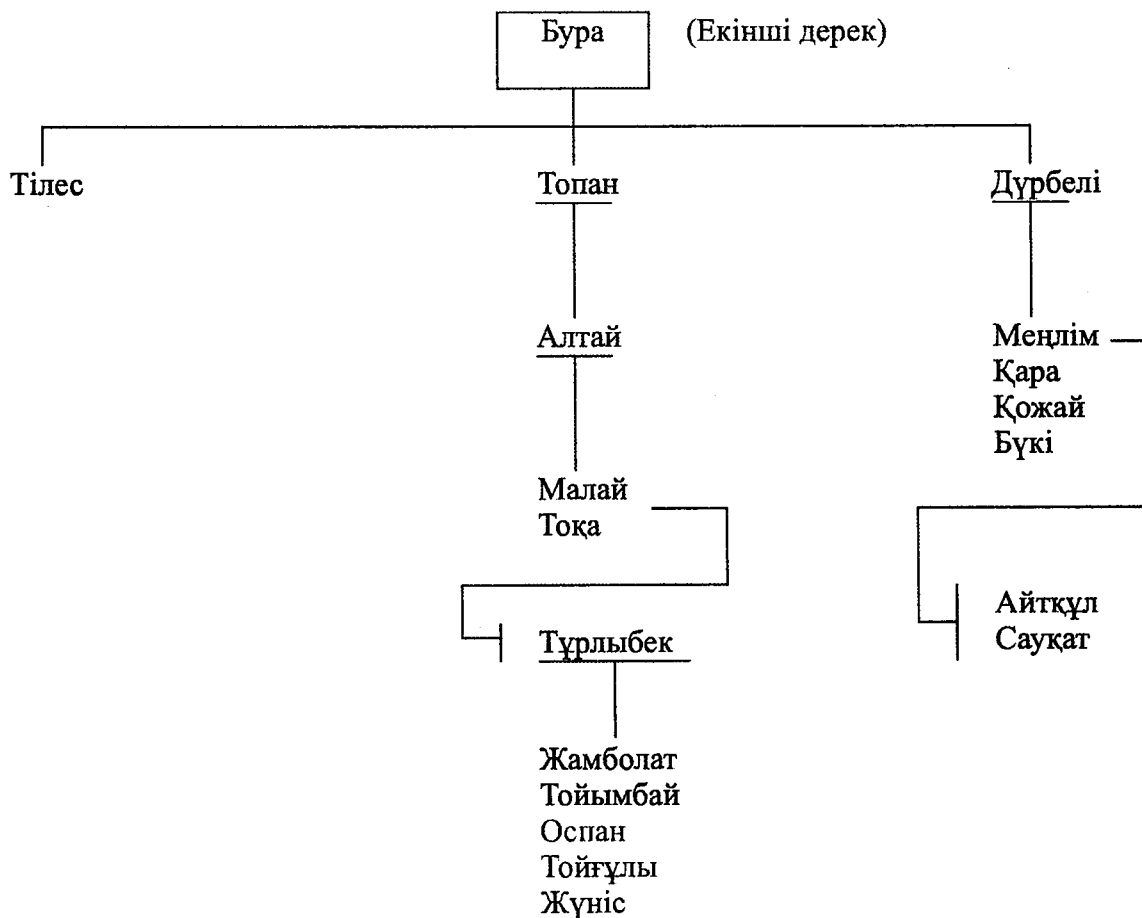 Бура (Екінші дерек)
Тілес Топан Дүрбелі
Алтай
Меңлім
Қара
Қожай
Бүкі
Малай
Тоқа
Айтқұл
Сауқат
Тұрлыбек
Жамболат
Тойымбай
Оспан
Тойғұлы
Жүніс